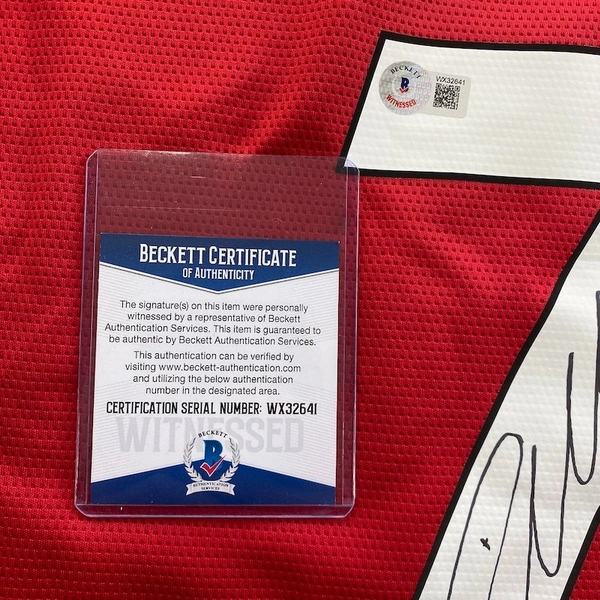 BECKETT
B
WITNESSED
WX32641
BECKETT CERTIFICATE
OF AUTHENTICITY
The signature(s) on this item were personally
witnessed by a representative of Beckett
Authentication Services. This item is guaranteed to
be authentic by Beckett Authentication Services.
This authentication can be verified by
visiting www.beckett-authentication.com
and utilizing the below authentication
number in the designated area.
CERTIFICATION SERIAL NUMBER: WX32641
WITNESSED
BECKETT
B
AUTHENTICATION
SERVICES